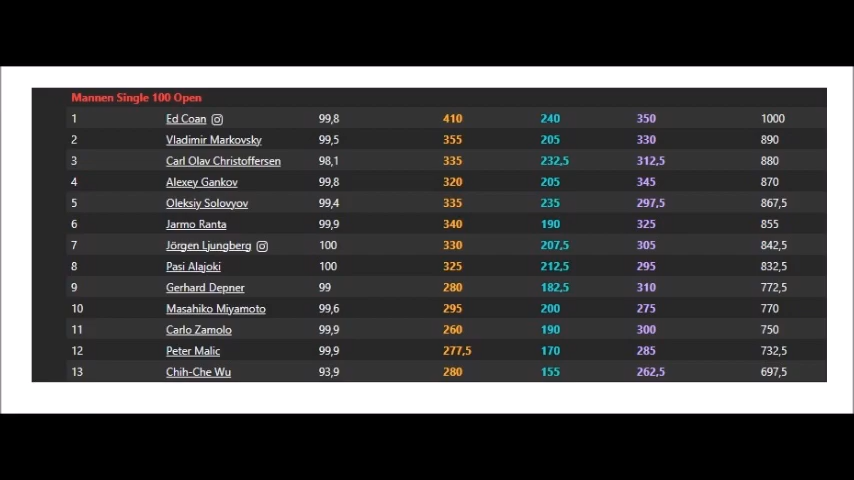 Mannen Single 100 Open
1 Ed Coan 99,8 410 240 350 1000
2 Vladimir Markovsky 99,5 355 205 330 890
3 Carl Olav Christoffersen 98,1 335 232,5 312,5 880
4 Alexey Gankov 99,8 320 205 345 870
5 Oleksiy Solovyov 99,4 335 235 297,5 867,5
6 Jarmo Ranta 99,9 340 190 325 855
7 Jörgen Ljungberg 100 330 207,5 305 842,5
8 Pasi Alajoki 100 325 212,5 295 832,5
9 Gerhard Depner 99 280 182,5 310 772,5
10 Masahiko Miyamoto 99,6 295 200 275 770
11 Carlo Zamolo 99,9 260 190 300 750
12 Peter Malic 99,9 277,5 170 285 732,5
13 Chih-Che Wu 93,9 280 155 262,5 697,5